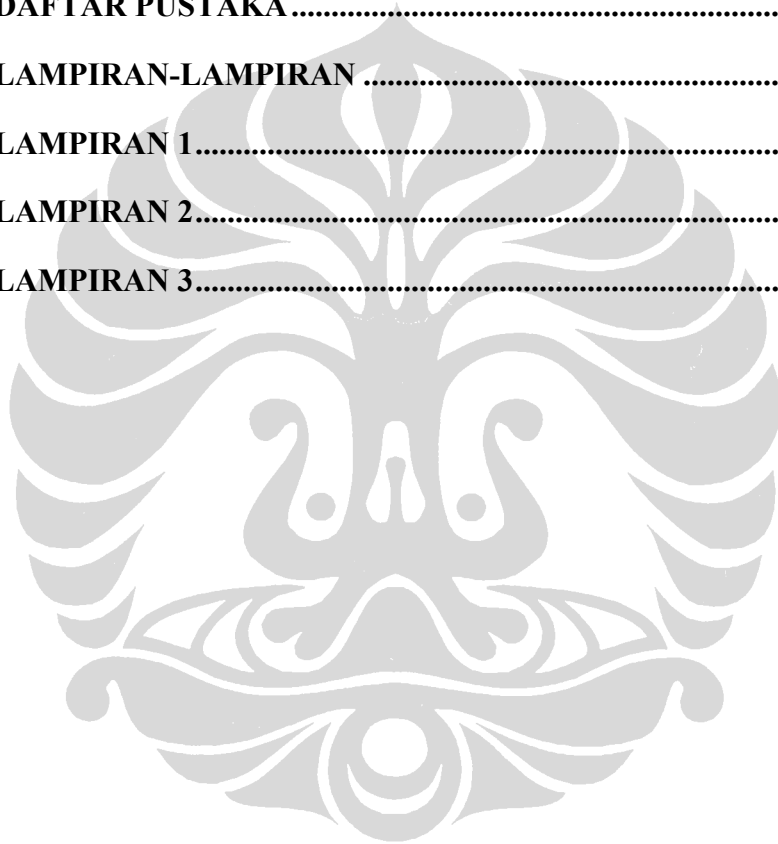 DAFTAR PUSTAKA................................................................
LAMPIRAN-LAMPIRAN .......................................................
LAMPIRAN 1............................................................................
LAMPIRAN 2............................................................................
LAMPIRAN 3............................................................................